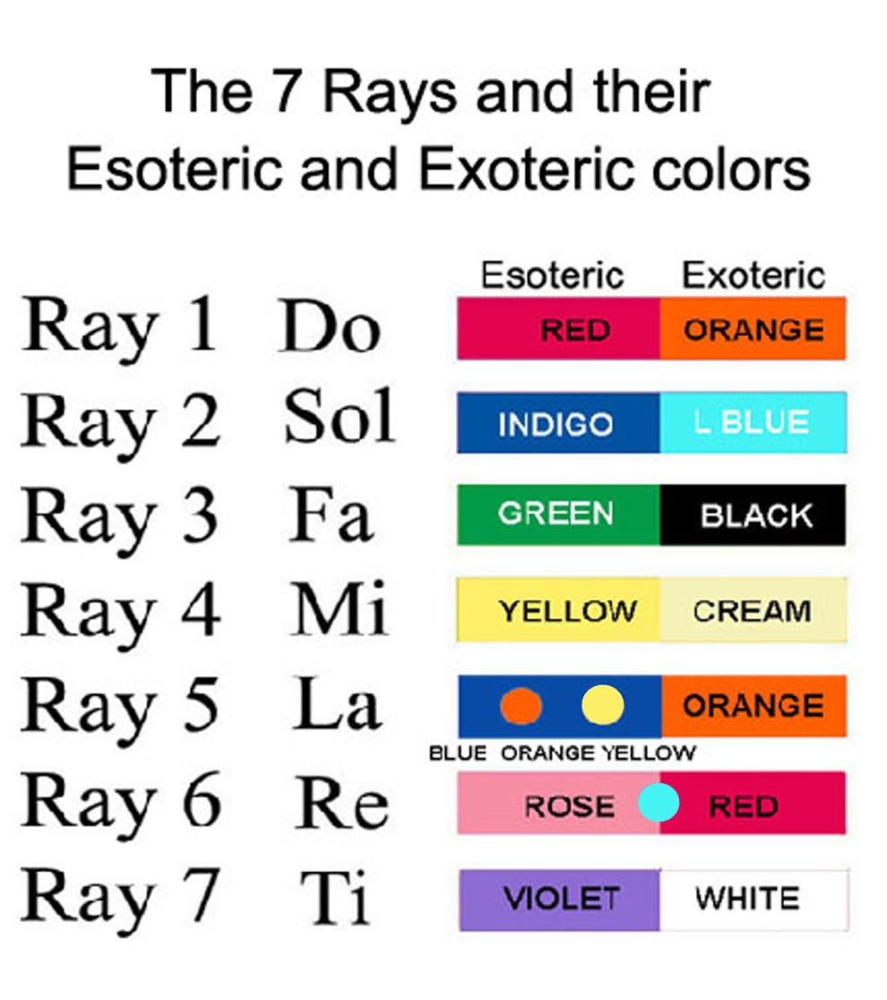 The 7 Rays and their
Esoteric and Exoteric colors
Esoteric Exoteric
Ray 1 Do RED ORANGE
Ray 2 Sol INDIGO L BLUE
Ray 3 Fa GREEN BLACK
Ray 4 Mi YELLOW CREAM
Ray 5 La ORANGE
BLUE ORANGE YELLOW
Ray 6 Re ROSE RED
Ray 7 Ti VIOLET WHITE